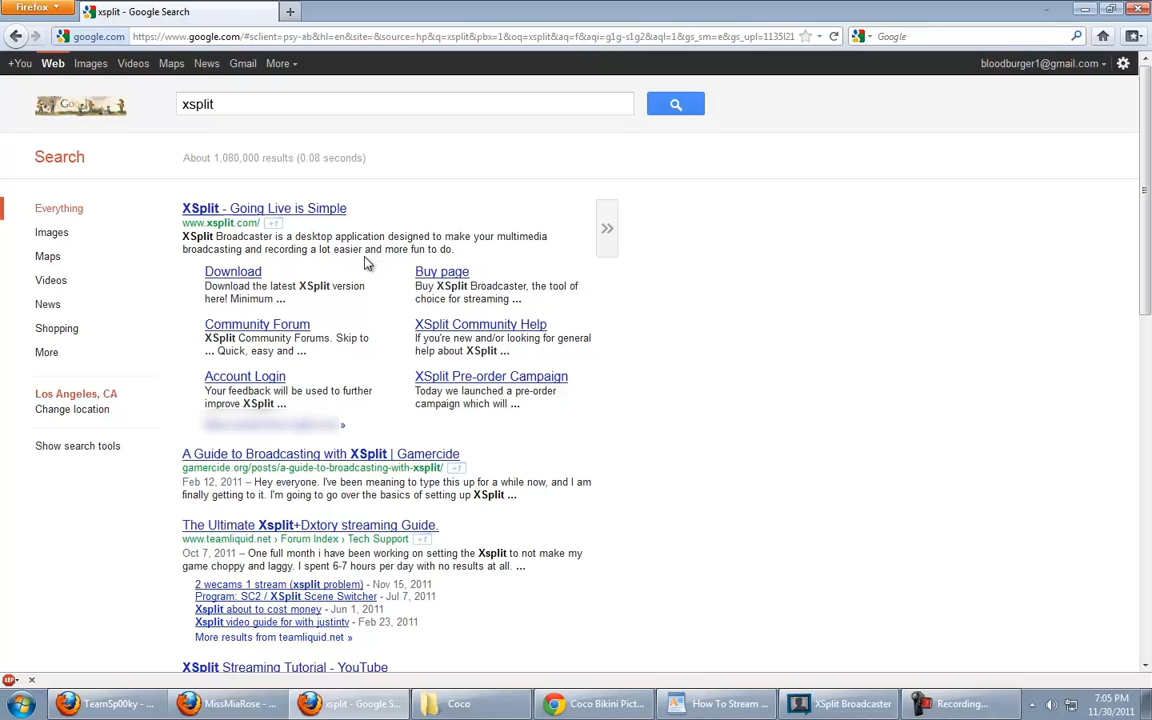 Firefox
xsplit - Google Search
google.com
https://www.google.com/#sclient=psy-ab&hl=en&site=&source=hp&q=xsplit&pbx=1&oq=xsplit&aq=f&aqi=g1g-s1g2&aql=1&gs_sm=e&gs_upl=1135l21
Google
+You Web Images Videos Maps News Gmail More
bloodburger1@gmail.com
xsplit
Search
About 1,080,000 results (0.08 seconds)
Everything
Images
Maps
Videos
News
Shopping
More
Los Angeles, CA
Change location
Show search tools
XSplit - Going Live is Simple
www.xsplit.com/ +1
XSplit Broadcaster is a desktop application designed to make your multimedia
broadcasting and recording a lot easier and more fun to do.
Download
Download the latest XSplit version
here! Minimum ...
Buy page
Buy XSplit Broadcaster, the tool of
choice for streaming ...
Community Forum
XSplit Community Forums. Skip to
... Quick, easy and ...
XSplit Community Help
If you're new and/or looking for general
help about XSplit ...
Account Login
Your feedback will be used to further
improve XSplit ...
XSplit Pre-order Campaign
Today we launched a pre-order
campaign which will ...
»
A Guide to Broadcasting with XSplit | Gamercide
gamercide.org/posts/a-guide-to-broadcasting-with-xsplit/ +1
Feb 12, 2011 – Hey everyone. I've been meaning to type this up for a while now, and I am
finally getting to it. I'm going to go over the basics of setting up XSplit ...
The Ultimate Xsplit+Dxtory streaming Guide.
www.teamliquid.net › Forum Index › Tech Support +1
Oct 7, 2011 – One full month i have been working on setting the Xsplit to not make my
game choppy and laggy. I spent 6-7 hours per day with no results at all. ...
2 wecams 1 stream (xsplit problem) - Nov 15, 2011
Program: SC2 / XSplit Scene Switcher - Jul 7, 2011
Xsplit about to cost money - Jun 1, 2011
Xsplit video guide for with justintv - Feb 23, 2011
More results from teamliquid.net »
XSplit Streaming Tutorial - YouTube
ABP
TeamSp00ky - ...
MissMiaRose - ...
xsplit - Google S...
Coco
Coco Bikini Pict...
How To Stream ...
XSplit Broadcaster
Recording...
7:05 PM
11/30/2011